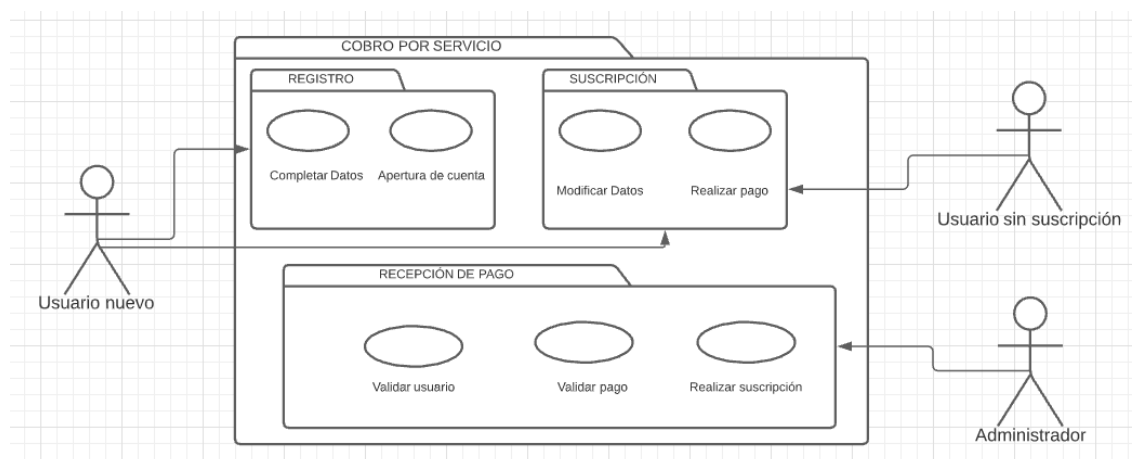 COBRO POR SERVICIO
REGISTRO
Completar Datos
Apertura de cuenta
SUSCRIPCIÓN
Modificar Datos
Realizar pago
Usuario sin suscripción
Usuario nuevo
RECEPCIÓN DE PAGO
Validar usuario
Validar pago
Realizar suscripción
Administrador